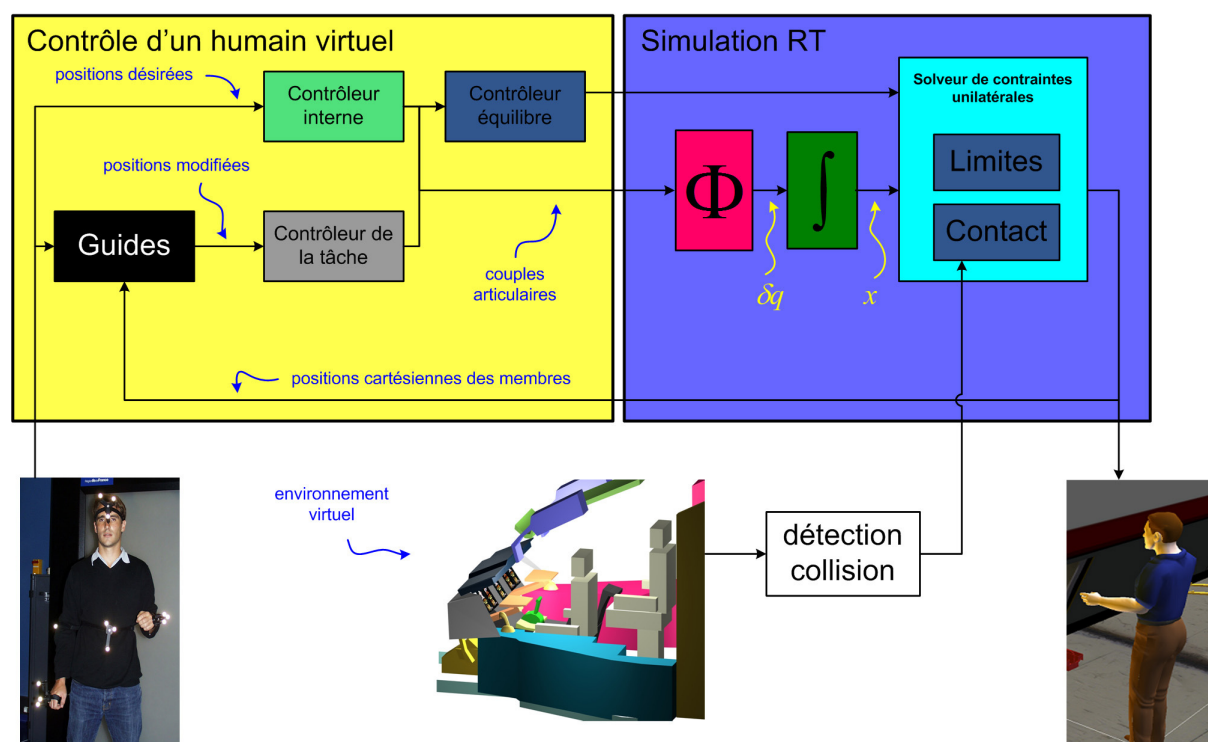 Contrôle d'un humain virtuel
Simulation RT
positions désirées
Contrôleur
interne
Contrôleur
équilibre
Solveur de contraintes
unilatérales
Limites
Contact
positions modifiées
Guides
Contrôleur de
la tâche
couples
articulaires
Φ
∫
δq
x
positions cartésiennes des membres
environnement
virtuel
détection
collision